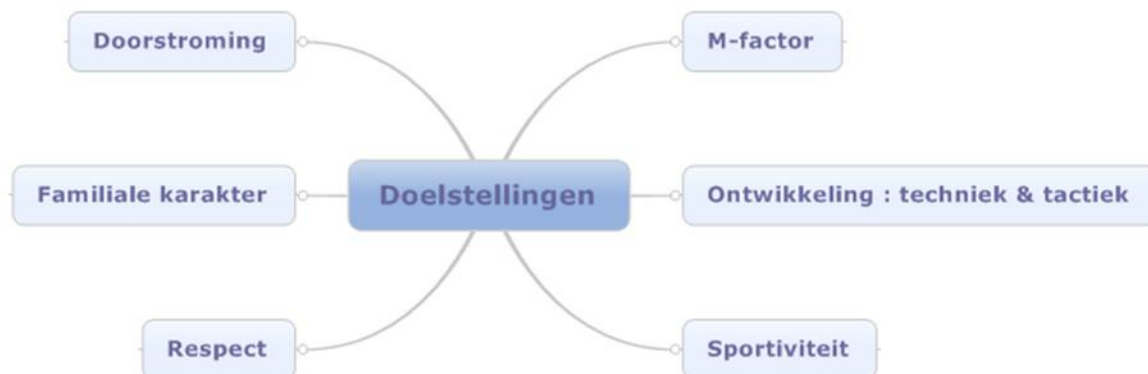 Doorstroming
M-factor
Familiale karakter
Doelstellingen
Ontwikkeling : techniek & tactiek
Respect
Sportiviteit